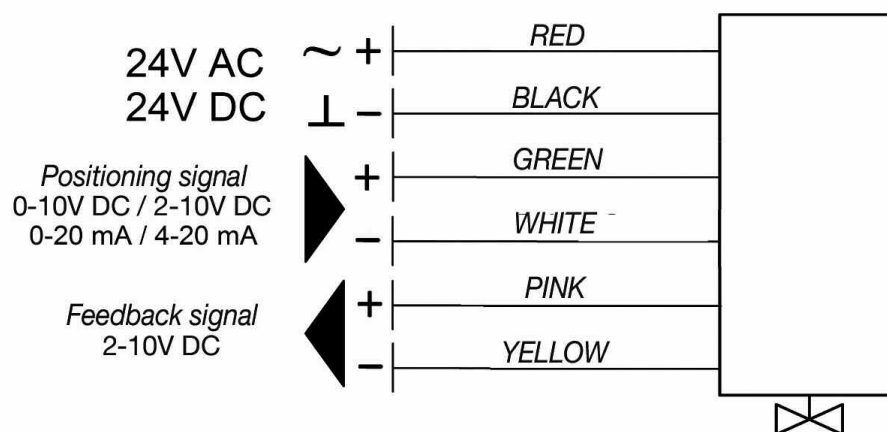 24V AC ~ + RED
24V DC ⊥ - BLACK
Positioning signal + GREEN
0-10V DC / 2-10V DC
0-20 mA / 4-20 mA - WHITE
Feedback signal + PINK
2-10V DC - YELLOW